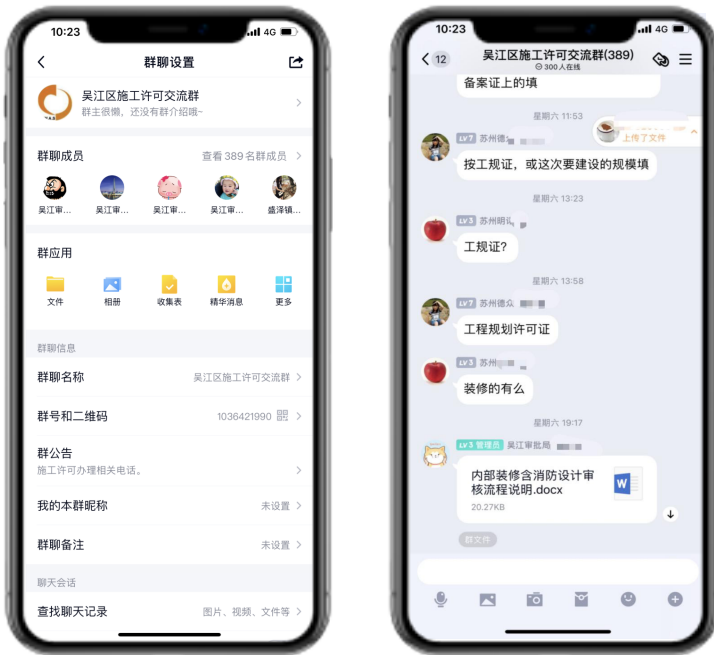 10:23
4G
群聊设置
吴江区施工许可交流群
群主很懒，还没有群介绍哦~
群聊成员
查看389名群成员
吴江审...
吴江审...
吴江审...
吴江审...
盛泽镇...
群应用
文件
相册
收集表
精华消息
更多
群聊信息
群聊名称
吴江区施工许可交流群
群号和二维码
1036421990
群公告
施工许可办理相关电话。
我的本群昵称
未设置
群聊备注
未设置
聊天会话
查找聊天记录
图片、视频、文件等
10:23
4G
12
吴江区施工许可交流群(389)
300人在线
备案证上的填
星期六 11:53
上传了文件
LV7 苏州德
按工规证，或这次要建设的规模填
星期六 13:23
LV3 苏州明
工规证?
星期六 13:58
LV7 苏州德众
工程规划许可证
LV3 苏州
装修的有么
星期六 19:17
LV3 管理员 吴江审批局
内部装修含消防设计审
核流程说明.docx
W
20.27KB
群文件